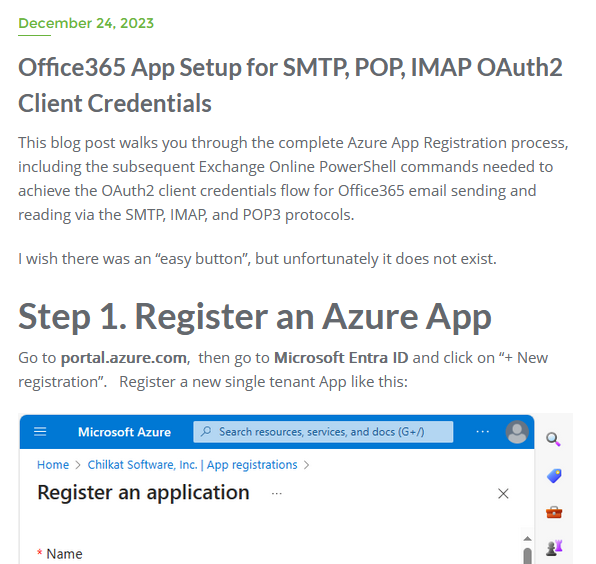 December 24, 2023
Office365 App Setup for SMTP, POP, IMAP OAuth2
Client Credentials
This blog post walks you through the complete Azure App Registration process,
including the subsequent Exchange Online PowerShell commands needed to
achieve the OAuth2 client credentials flow for Office365 email sending and
reading via the SMTP, IMAP, and POP3 protocols.
I wish there was an “easy button”, but unfortunately it does not exist.
Step 1. Register an Azure App
Go to portal.azure.com,  then go to Microsoft Entra ID and click on “+ New
registration”.   Register a new single tenant App like this:
Microsoft Azure
Search resources, services, and docs (G+/)
...
Home > Chilkat Software, Inc. | App registrations >
Register an application ...
* Name